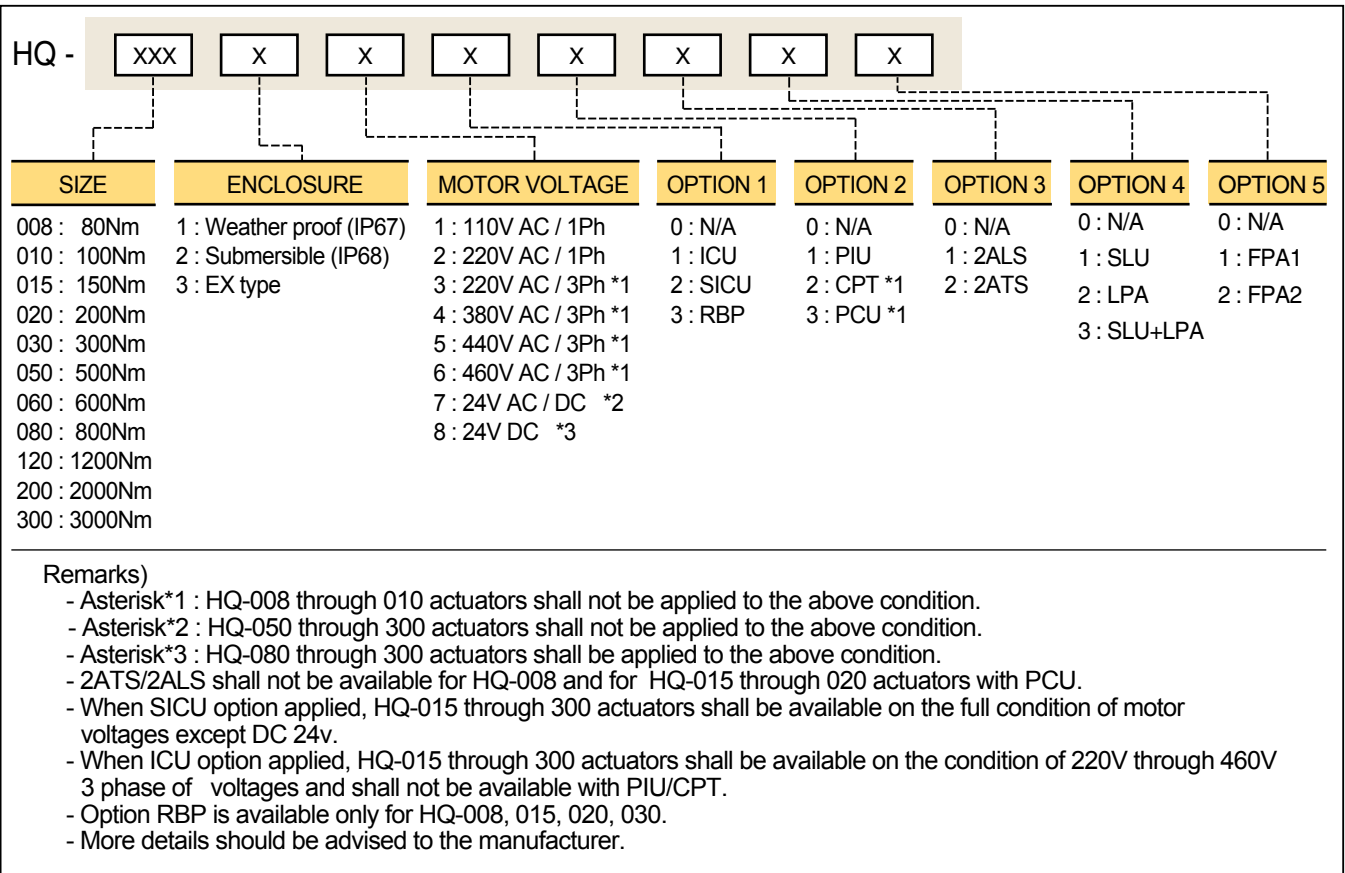 HQ - XXX X X X X X X X
SIZE ENCLOSURE MOTOR VOLTAGE OPTION 1 OPTION 2 OPTION 3 OPTION 4 OPTION 5
008 : 80Nm 1 : Weather proof (IP67) 1 : 110V AC / 1Ph 0 : N/A 0 : N/A 0 : N/A 0 : N/A 0 : N/A
010 : 100Nm 2 : Submersible (IP68) 2 : 220V AC / 1Ph 1 : ICU 1 : PIU 1 : 2ALS 1 : SLU 1 : FPA1
015 : 150Nm 3 : EX type 3 : 220V AC / 3Ph *1 2 : SICU 2 : CPT *1 2 : 2ATS 2 : LPA 2 : FPA2
020 : 200Nm 4 : 380V AC / 3Ph *1 3 : RBP 3 : PCU *1 3 : SLU+LPA
030 : 300Nm 5 : 440V AC / 3Ph *1
050 : 500Nm 6 : 460V AC / 3Ph *1
060 : 600Nm 7 : 24V AC / DC *2
080 : 800Nm 8 : 24V DC *3
120 : 1200Nm
200 : 2000Nm
300 : 3000Nm
Remarks)
- Asterisk*1 : HQ-008 through 010 actuators shall not be applied to the above condition.
- Asterisk*2 : HQ-050 through 300 actuators shall not be applied to the above condition.
- Asterisk*3 : HQ-080 through 300 actuators shall be applied to the above condition.
- 2ATS/2ALS shall not be available for HQ-008 and for HQ-015 through 020 actuators with PCU.
- When SICU option applied, HQ-015 through 300 actuators shall be available on the full condition of motor
voltages except DC 24v.
- When ICU option applied, HQ-015 through 300 actuators shall be available on the condition of 220V through 460V
3 phase of voltages and shall not be available with PIU/CPT.
- Option RBP is available only for HQ-008, 015, 020, 030.
- More details should be advised to the manufacturer.